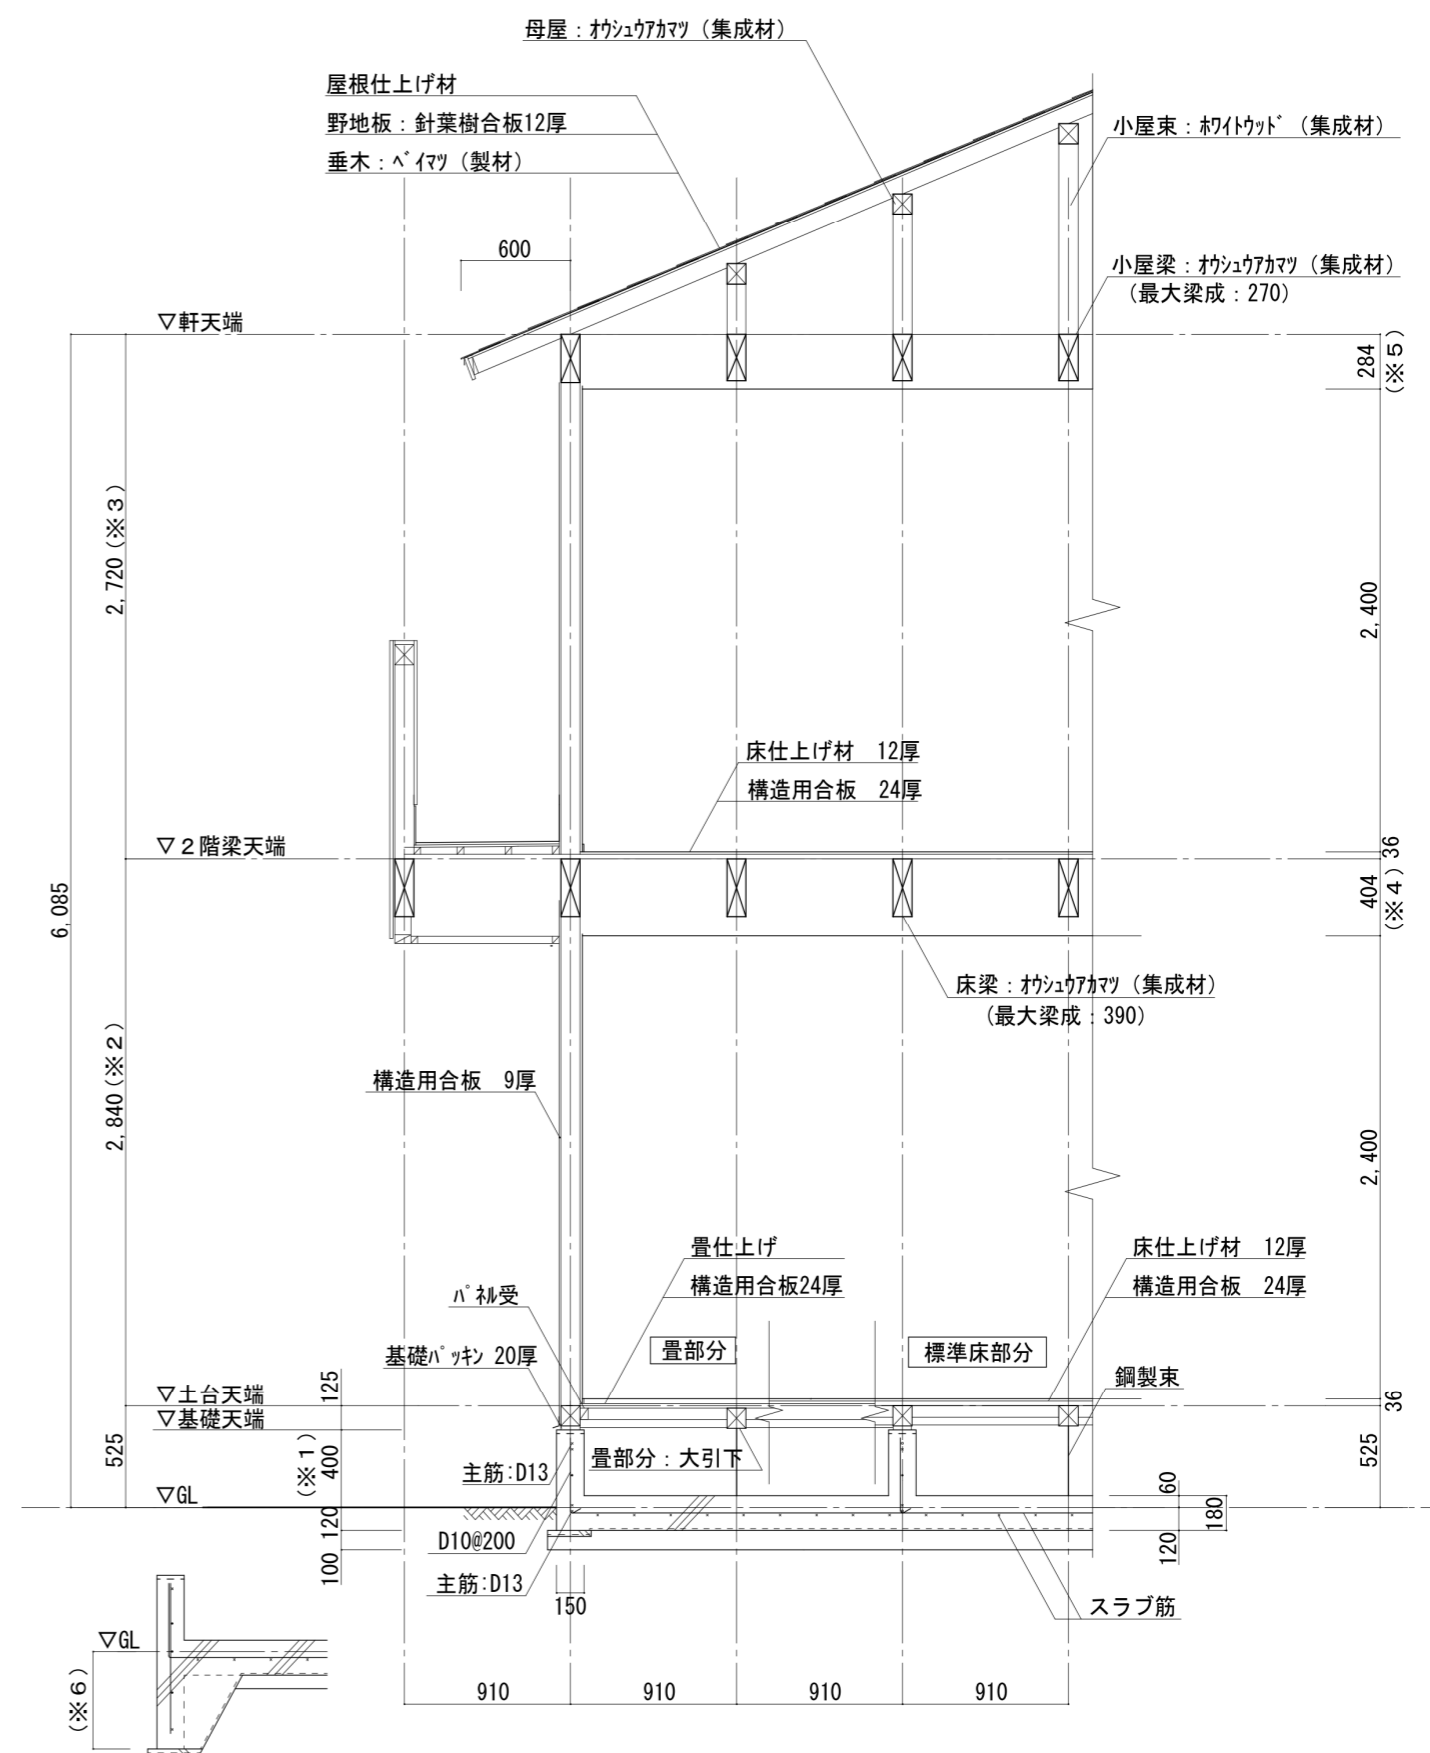 母屋：ｵｳｼｭｳｱｶﾏﾂ（集成材）
屋根仕上げ材
野地板：針葉樹合板12厚
垂木：ﾍﾞｲﾏﾂ（製材）
小屋束：ﾎﾜｲﾄｳｯﾄﾞ（集成材）
600
小屋梁：ｵｳｼｭｳｱｶﾏﾂ（集成材）
（最大梁成：270）
▽軒天端
284
（※５）
2,720（※３）
2,400
床仕上げ材　12厚
構造用合板　24厚
▽２階梁天端
36
404
（※４）
6,085
床梁：ｵｳｼｭｳｱｶﾏﾂ（集成材）
（最大梁成：390）
2,840（※２）
構造用合板　9厚
2,400
畳仕上げ
構造用合板24厚
床仕上げ材　12厚
構造用合板　24厚
ﾊﾟﾈﾙ受
畳部分
標準床部分
基礎ﾊﾟｯｷﾝ 20厚
鋼製束
▽土台天端
▽基礎天端
125
36
525
（※１）
400
主筋:D13
畳部分：大引下
525
▽GL
60
180
120
120
100
D10@200
主筋:D13
150
スラブ筋
▽GL
（※６）
910
910
910
910